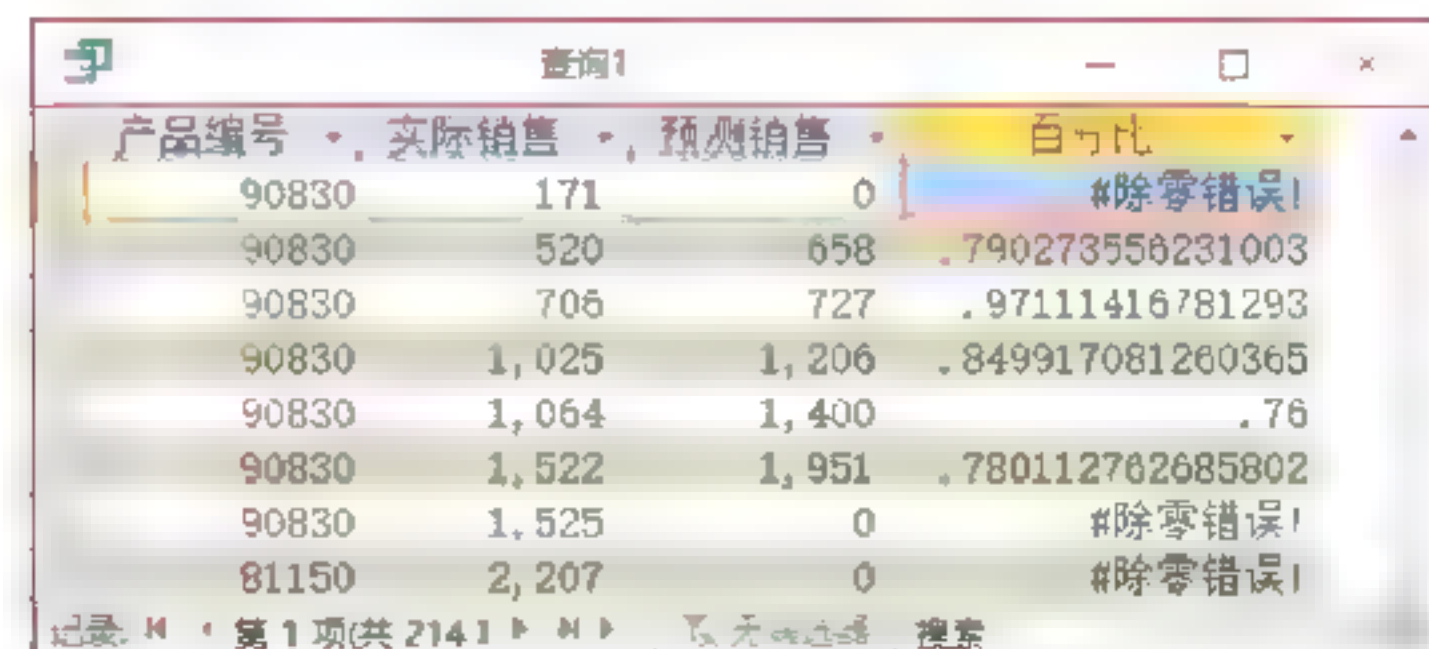 查询1
产品编号 实际销售 预测销售 百分比
90830 171 0 #除零错误!
90830 520 658 .790273556231003
90830 706 727 .97111416781293
90830 1,025 1,206 .849917081260365
90830 1,064 1,400 .76
90830 1,522 1,951 .780112762685802
90830 1,525 0 #除零错误!
81150 2,207 0 #除零错误!
记录: 第 1 项(共 214 搜索